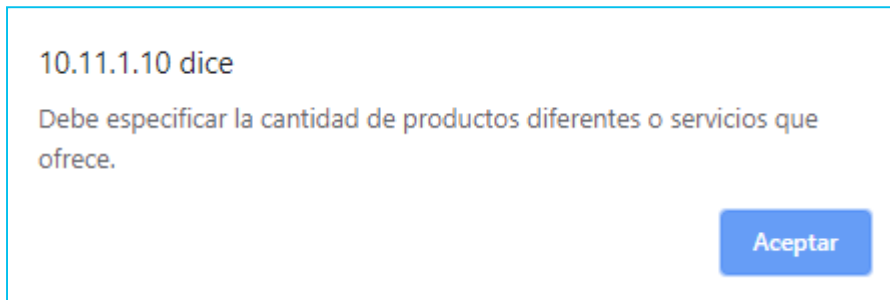 10.11.1.10 dice
Debe especificar la cantidad de productos diferentes o servicios que
ofrece.
Aceptar